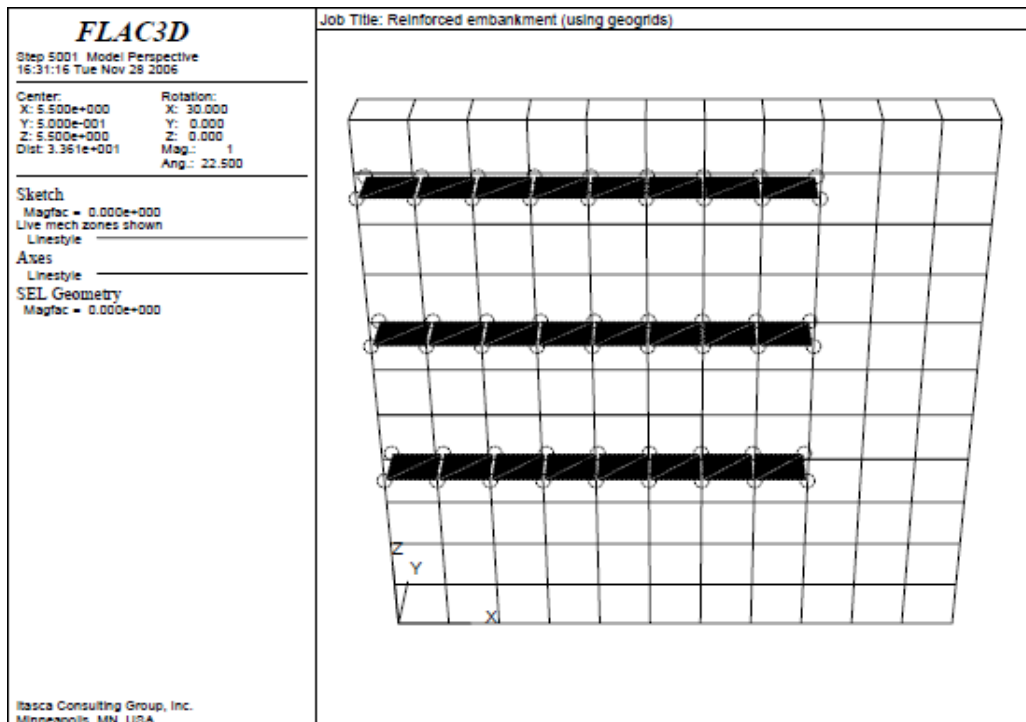 FLAC3D
Step 5001 Model Perspective
16:31:16 Tue Nov 28 2006
Center:
X: 5.500e+000
Y: 5.000e-001
Z: 5.500e+000
Dist: 3.361e+001
Rotation:
X: 30.000
Y: 0.000
Z: 0.000
Mag.: 1
Ang.: 22.500
Sketch
Magfac = 0.000e+000
Live mech zones shown
Linestyle
Axes
Linestyle
SEL Geometry
Magfac = 0.000e+000
Itasca Consulting Group, Inc.
Minneapolis, MN USA
Job Title: Reinforced embankment (using geogrids)
Z
Y
X